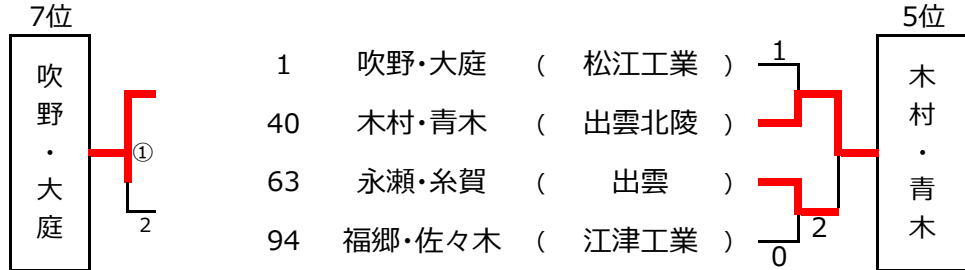 7位
5位
吹野・大庭
①
2
1 吹野・大庭 ( 松江工業 ) 1
40 木村・青木 ( 出雲北陵 )
63 永瀬・糸賀 ( 出雲 )
94 福郷・佐々木 ( 江津工業 ) 0
2
木村・青木